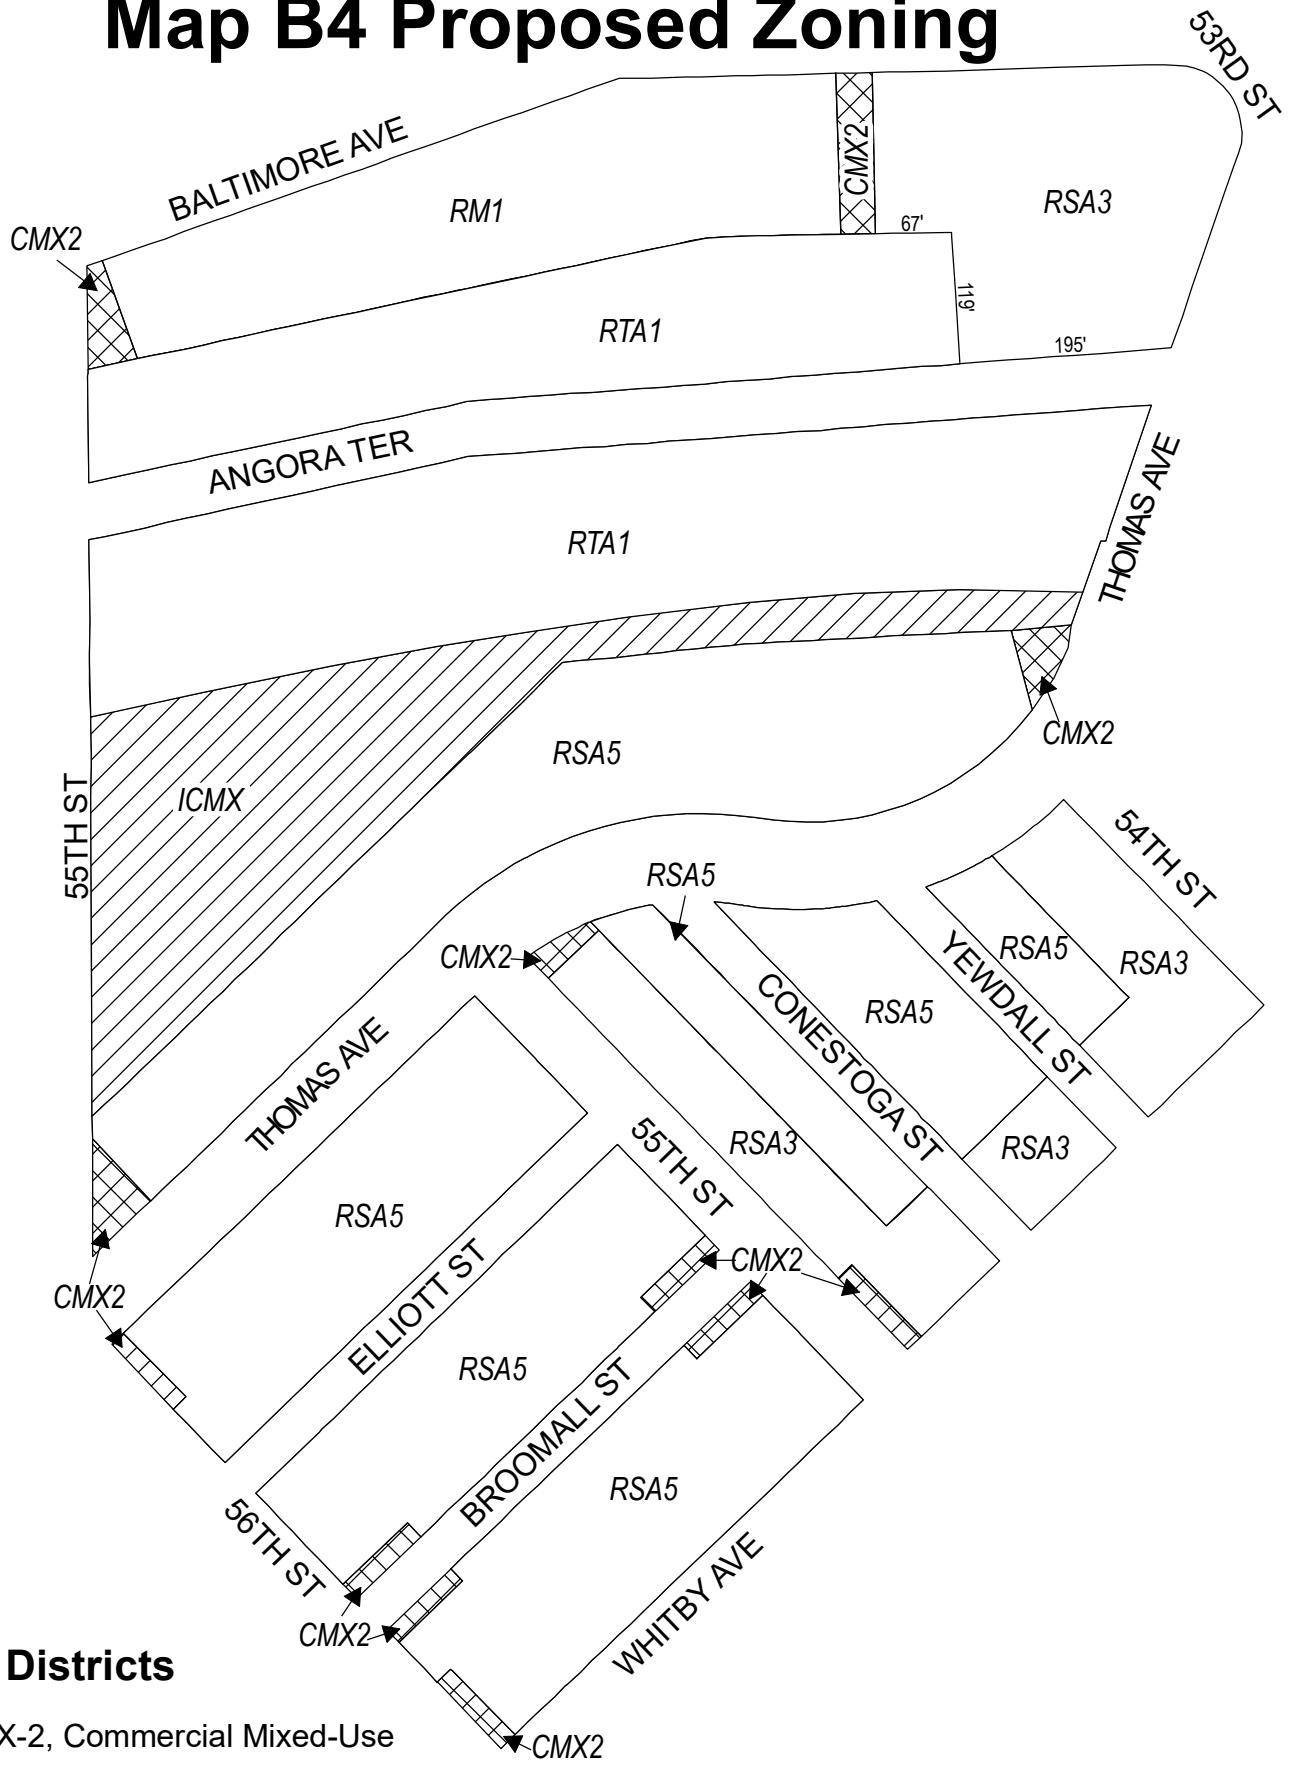 Map B4 Proposed Zoning
53RD ST
BALTIMORE AVE
CMX2
RM1
RSA3
CMX2
67'
RTA1
119'
195'
ANGORA TER
RTA1
THOMAS AVE
CMX2
RSA5
ICMX
55TH ST
54TH ST
RSA5
CMX2
RSA5
RSA3
YEWDALL ST
CONESTOGA ST
RSA5
THOMAS AVE
55TH ST
RSA3
RSA3
RSA5
CMX2
ELLIOTT ST
CMX2
RSA5
BROOMALL ST
RSA5
56TH ST
WHITBY AVE
CMX2
Districts
X-2, Commercial Mixed-Use
CMX2